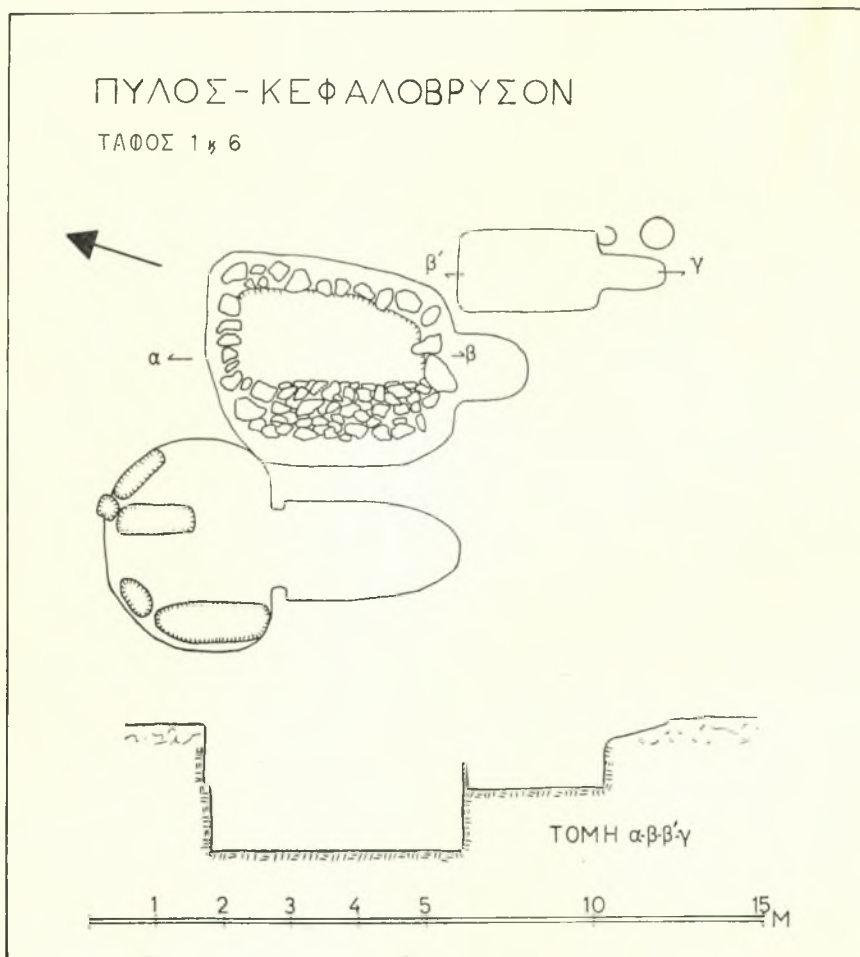 ΠΥΛΟΣ-ΚΕΦΑΛΟΒΡΥΣΟΝ
ΤΑΦΟΣ 1 ϗ 6
β' γ
α β
ΤΟΜΗ α-β-β'-γ
1 2 3 4 5 10 15 M